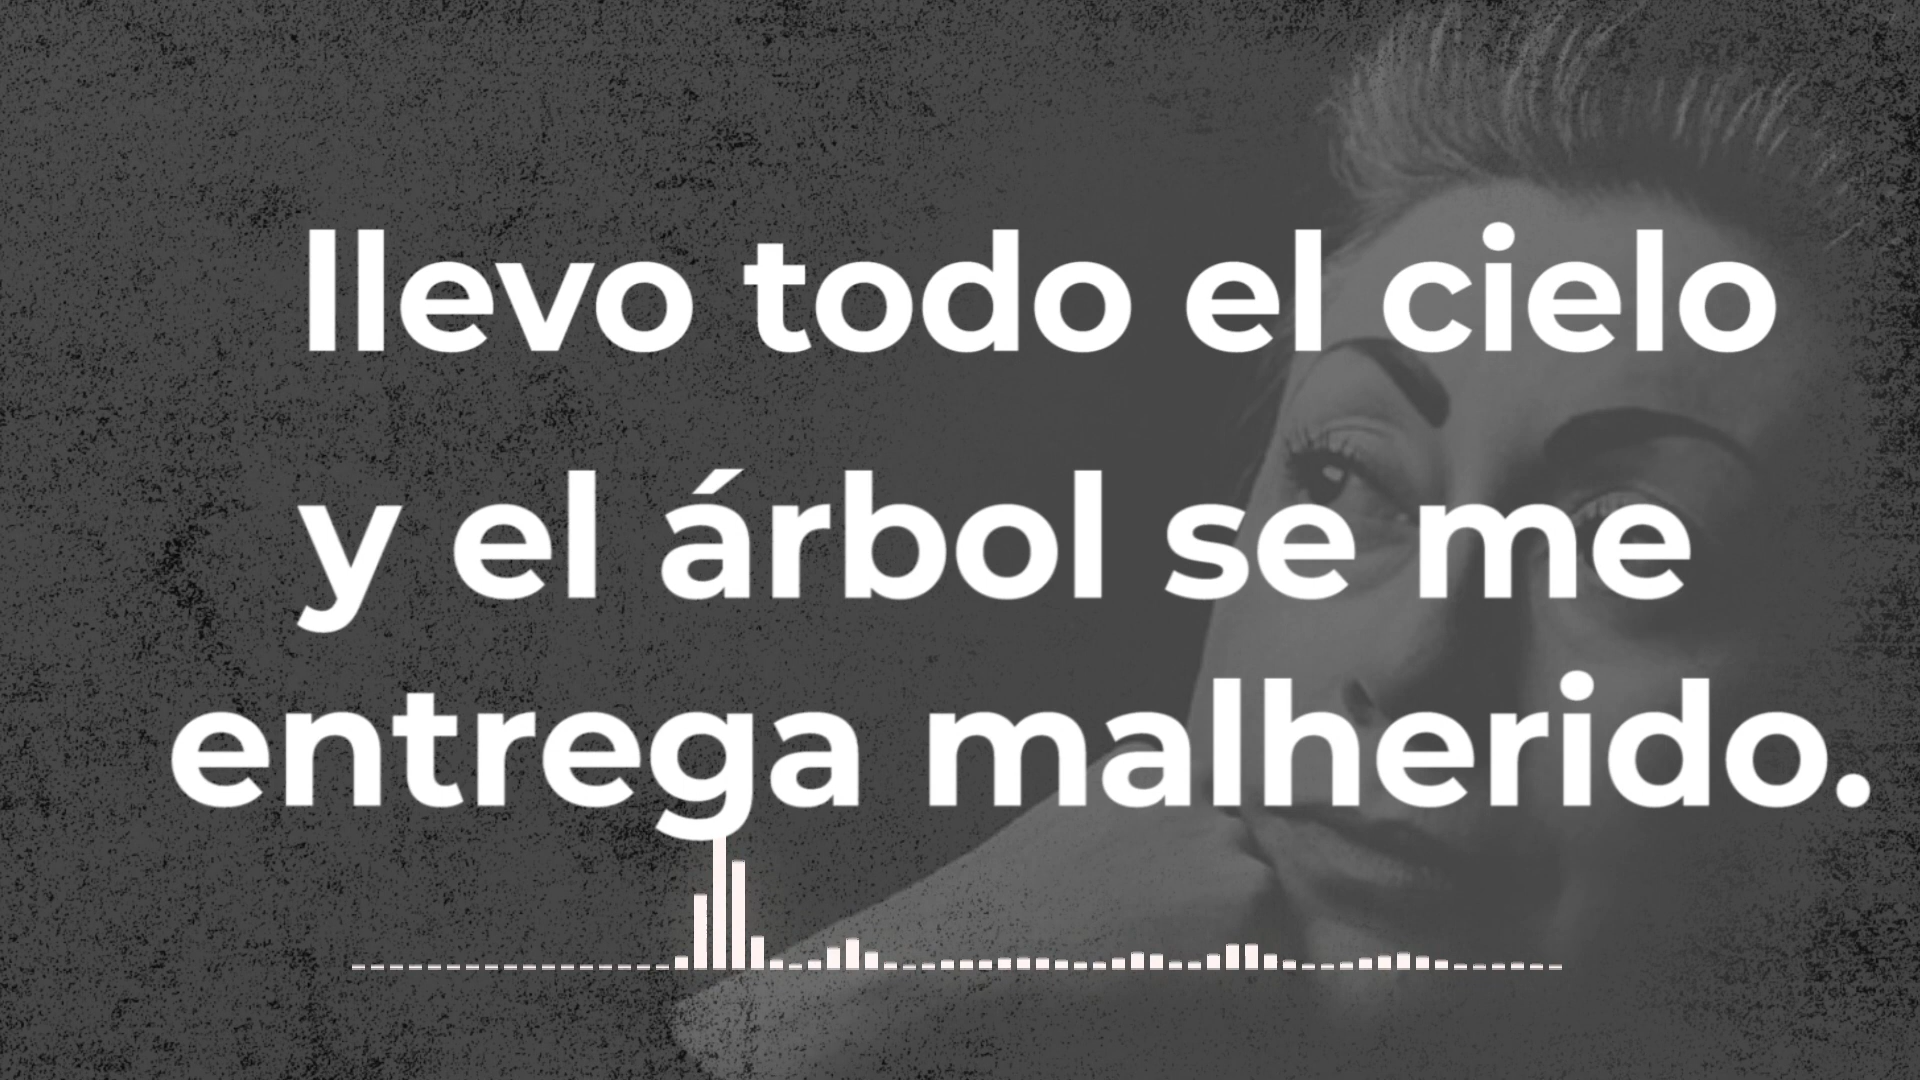 llevo todo el cielo
y el árbol se me
entrega malherido.